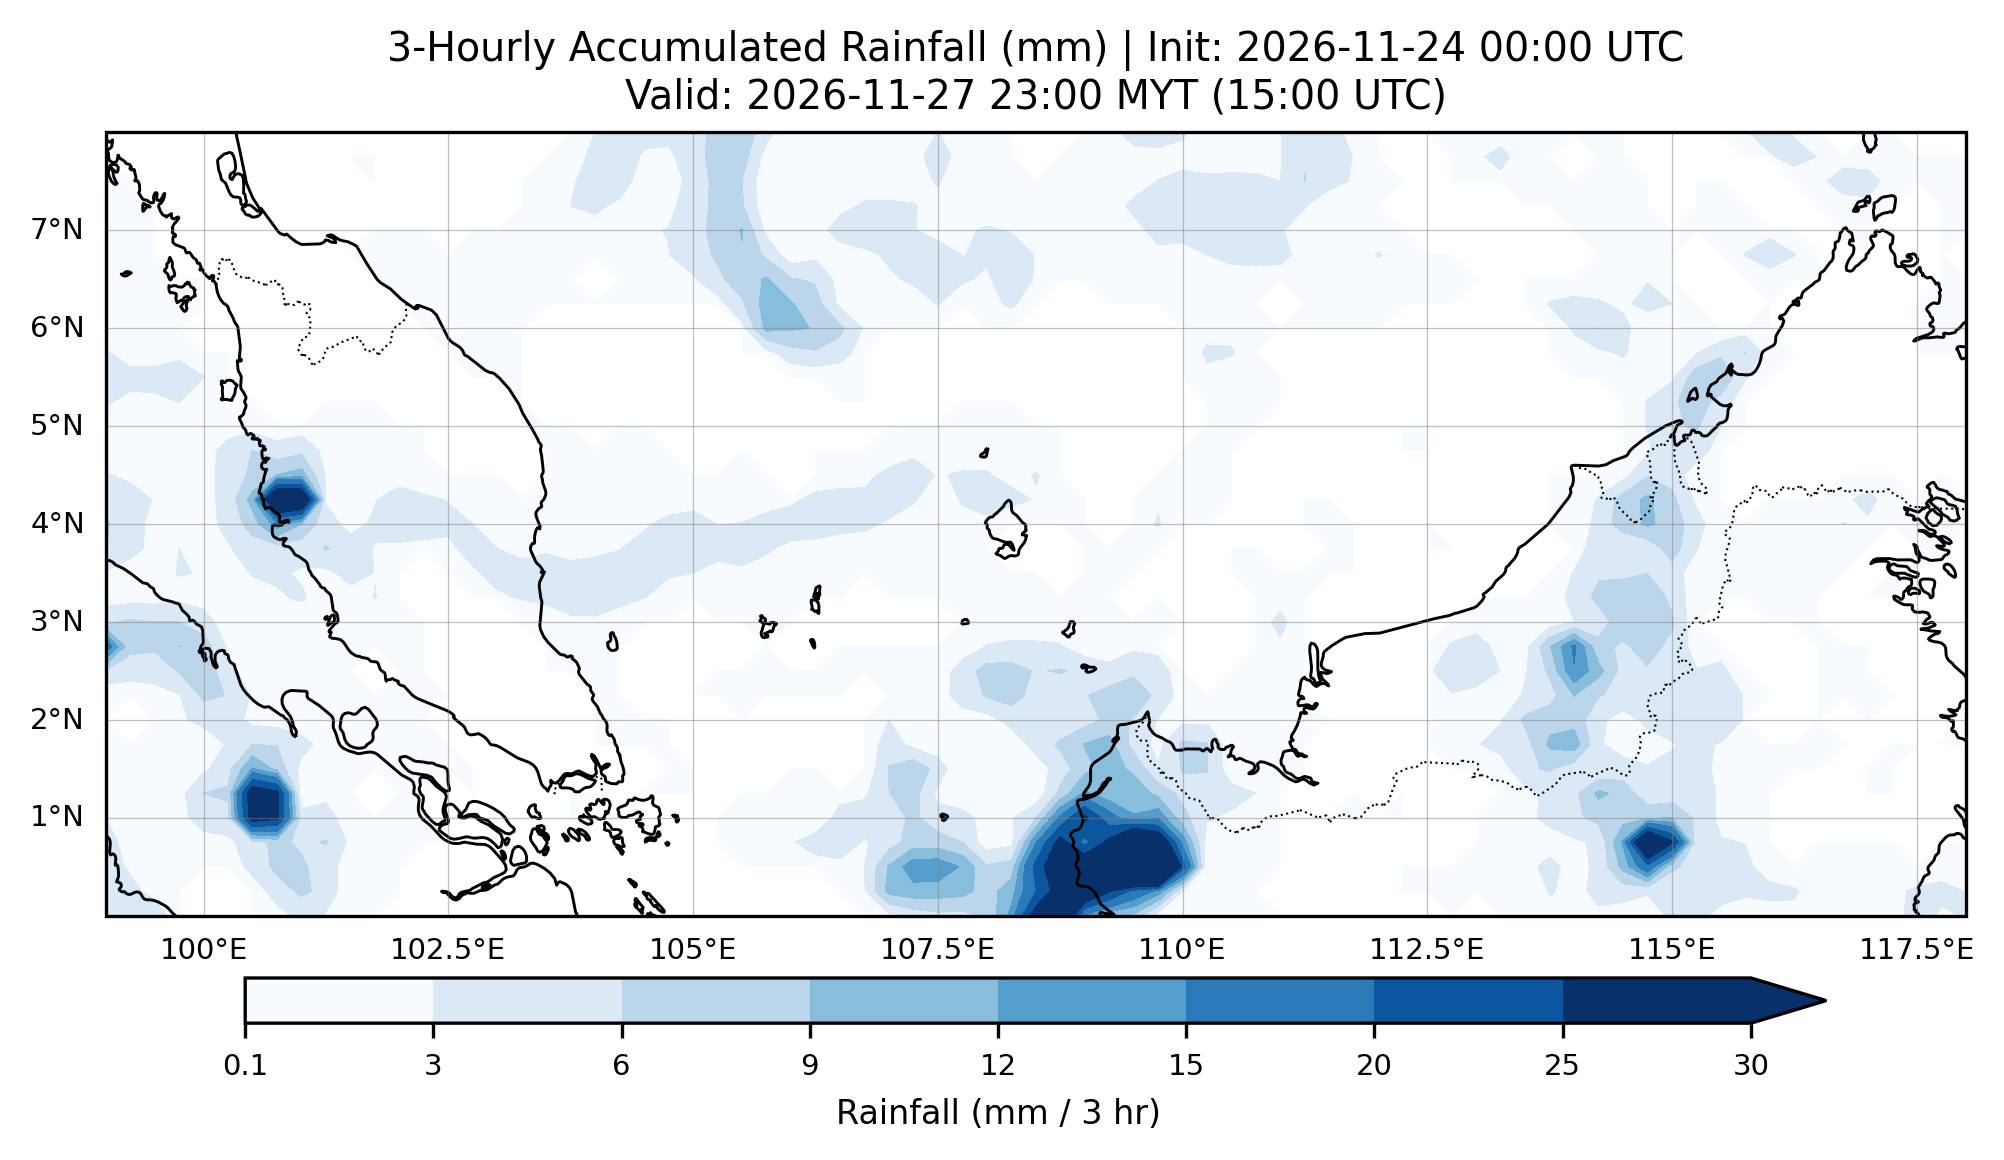 3-Hourly Accumulated Rainfall (mm) | Init: 2026-11-24 00:00 UTC
Valid: 2026-11-27 23:00 MYT (15:00 UTC)
7°N
6°N
5°N
4°N
3°N
2°N
1°N
100°E 102.5°E 105°E 107.5°E 110°E 112.5°E 115°E 117.5°E
0.1 3 6 9 12 15 20 25 30
Rainfall (mm / 3 hr)